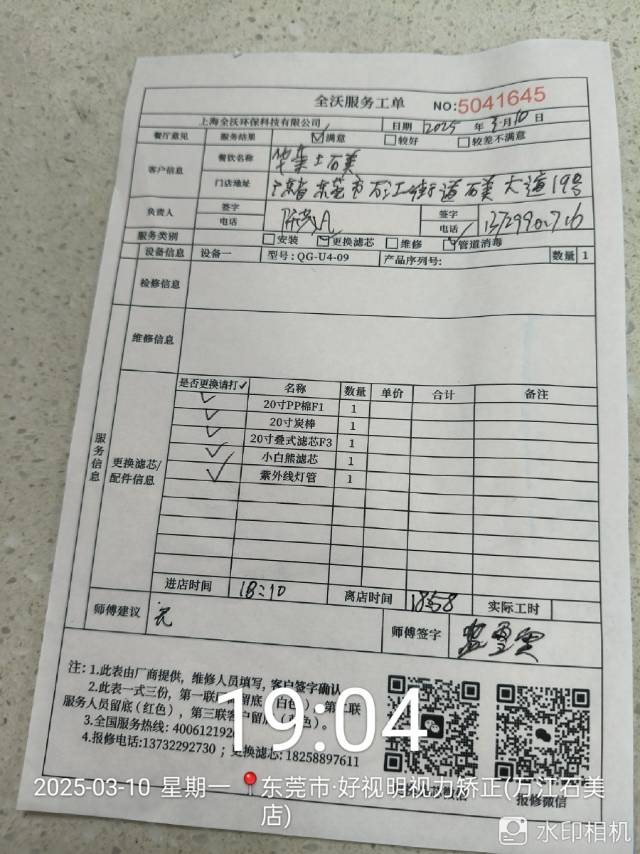 全沃服务工单 NO:5041645
上海全沃环保科技有限公司 日期 2025 年 3月 10 日
餐厅意见 服务结果 ☑满意 □较好 □较差不满意
客户信息 餐饮名称 华莱士石美
门店地址 广东省东莞市万江街道石美大道19号
负责人 签字 签字
电话 电话
服务类别 □安装 ☑更换滤芯 □维修 ☑管道消毒
设备信息 设备一 型号:QG-U4-09 产品序列号: 数量 1
检修信息
维修信息
服务信息
更换滤芯/配件信息
是否更换请打✓ 名称 数量 单价 合计 备注
✓ 20寸PP棉F1 1
✓ 20寸炭棒 1
✓ 20寸叠式滤芯F3 1
✓ 小白熊滤芯 1
✓ 紫外线灯管 1
进店时间 18:10 离店时间 18:58 实际工时
师傅建议 无 师傅签字
注: 1.此表由厂商提供，维修人员填写，客户签字确认
2.此表一式三份，第一联
服务人员留底(红色)，第三联客户留
3.全国服务热线: 400612192
4.报修电话:13732292730 ; 更换滤芯: 18258897611
报修微信
19:04
2025-03-10 星期一 东莞市·好视明视力矫正(万江石美
店)
水印相机